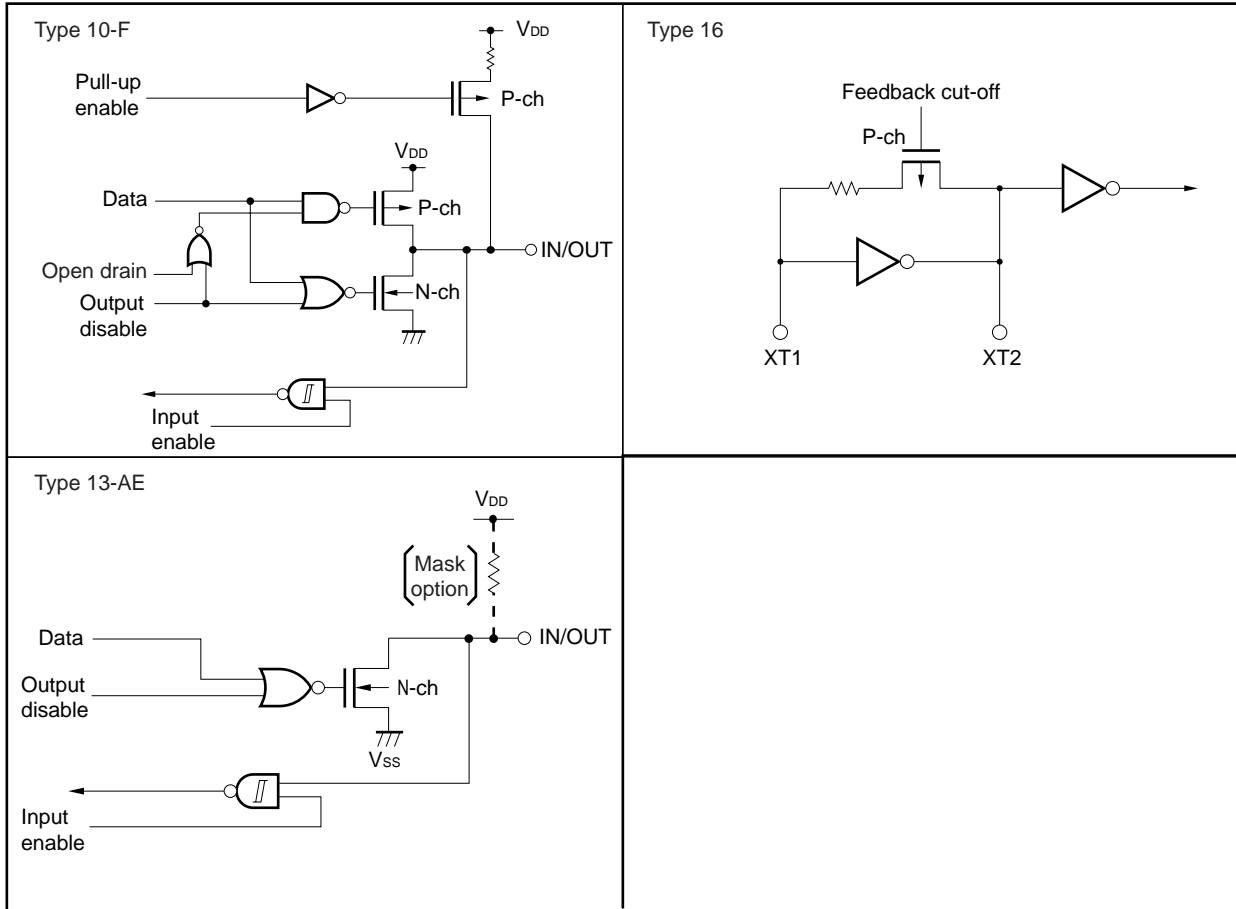 Type 10-F
VDD
Pull-up
enable
P-ch
VDD
Data
P-ch
IN/OUT
Open drain
Output
disable
N-ch
Input
enable
Type 16
Feedback cut-off
P-ch
XT1
XT2
Type 13-AE
VDD
Mask
option
Data
IN/OUT
Output
disable
N-ch
VSS
Input
enable